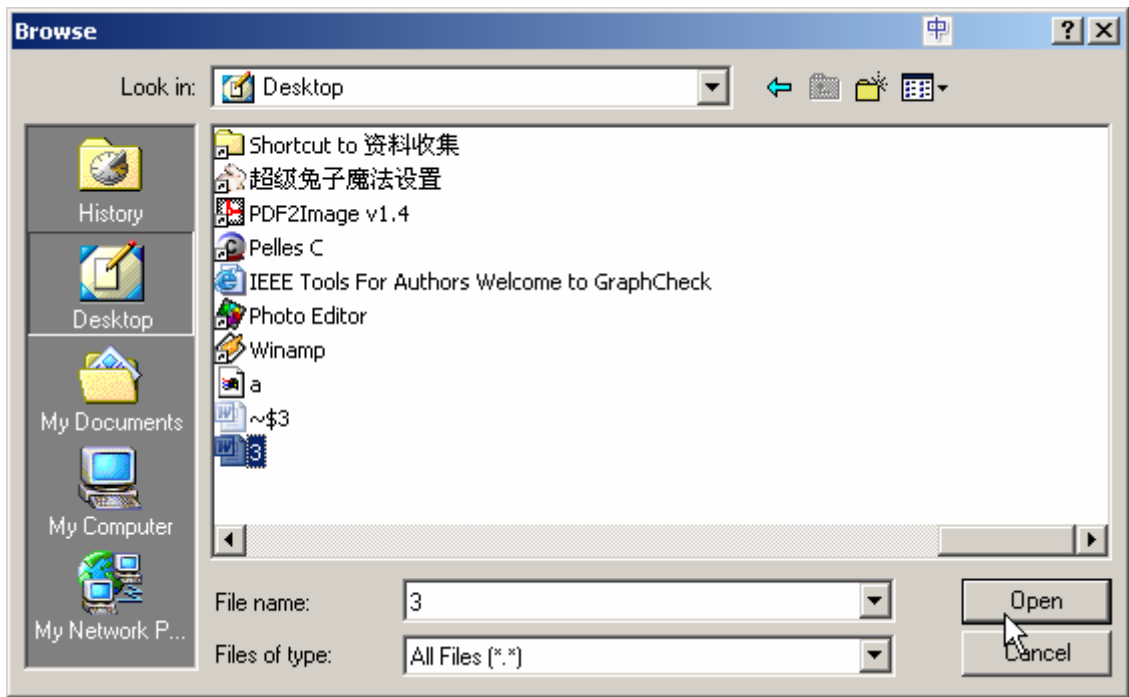 Browse
中
Look in:
Desktop
History
Desktop
My Documents
My Computer
My Network P...
Shortcut to 资料收集
超级兔子魔法设置
PDF2Image v1.4
Pelles C
IEEE Tools For Authors Welcome to GraphCheck
Photo Editor
Winamp
a
~$3
3
File name:
3
Open
Files of type:
All Files (*.*)
Cancel